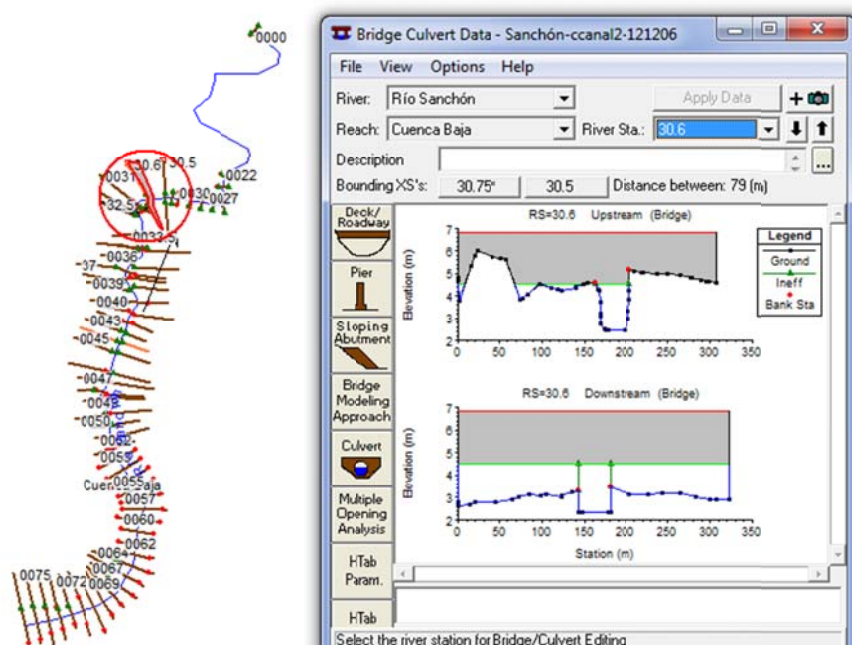 0000
30.6
30.5
0031
0022
0030
0027
32.5
0036
37
0039
0040
0043
0045
0047
0050
0055
Cuenca Baja
0057
0060
0062
0064
0067
0069
0072
0075
Bridge Culvert Data - Sanchón-ccanal2-121206
File View Options Help
River: Río Sanchón Apply Data
Reach: Cuenca Baja River Sta.: 30.6
Description ...
Bounding XS's: 30.75* 30.5 Distance between: 79 (m)
Deck/
Roadway
Pier
Sloping
Abutment
Bridge
Modeling
Approach
Culvert
Multiple
Opening
Analysis
HTab
Param.
HTab
RS=30.6 Upstream (Bridge)
Elevation (m)
7
6
5
4
3
2
0 50 100 150 200 250 300 350
Legend
Ground
Ineff
Bank Sta
RS=30.6 Downstream (Bridge)
Elevation (m)
7
6
5
4
3
2
0 50 100 150 200 250 300 350
Station (m)
Select the river station for Bridge/Culvert Editing